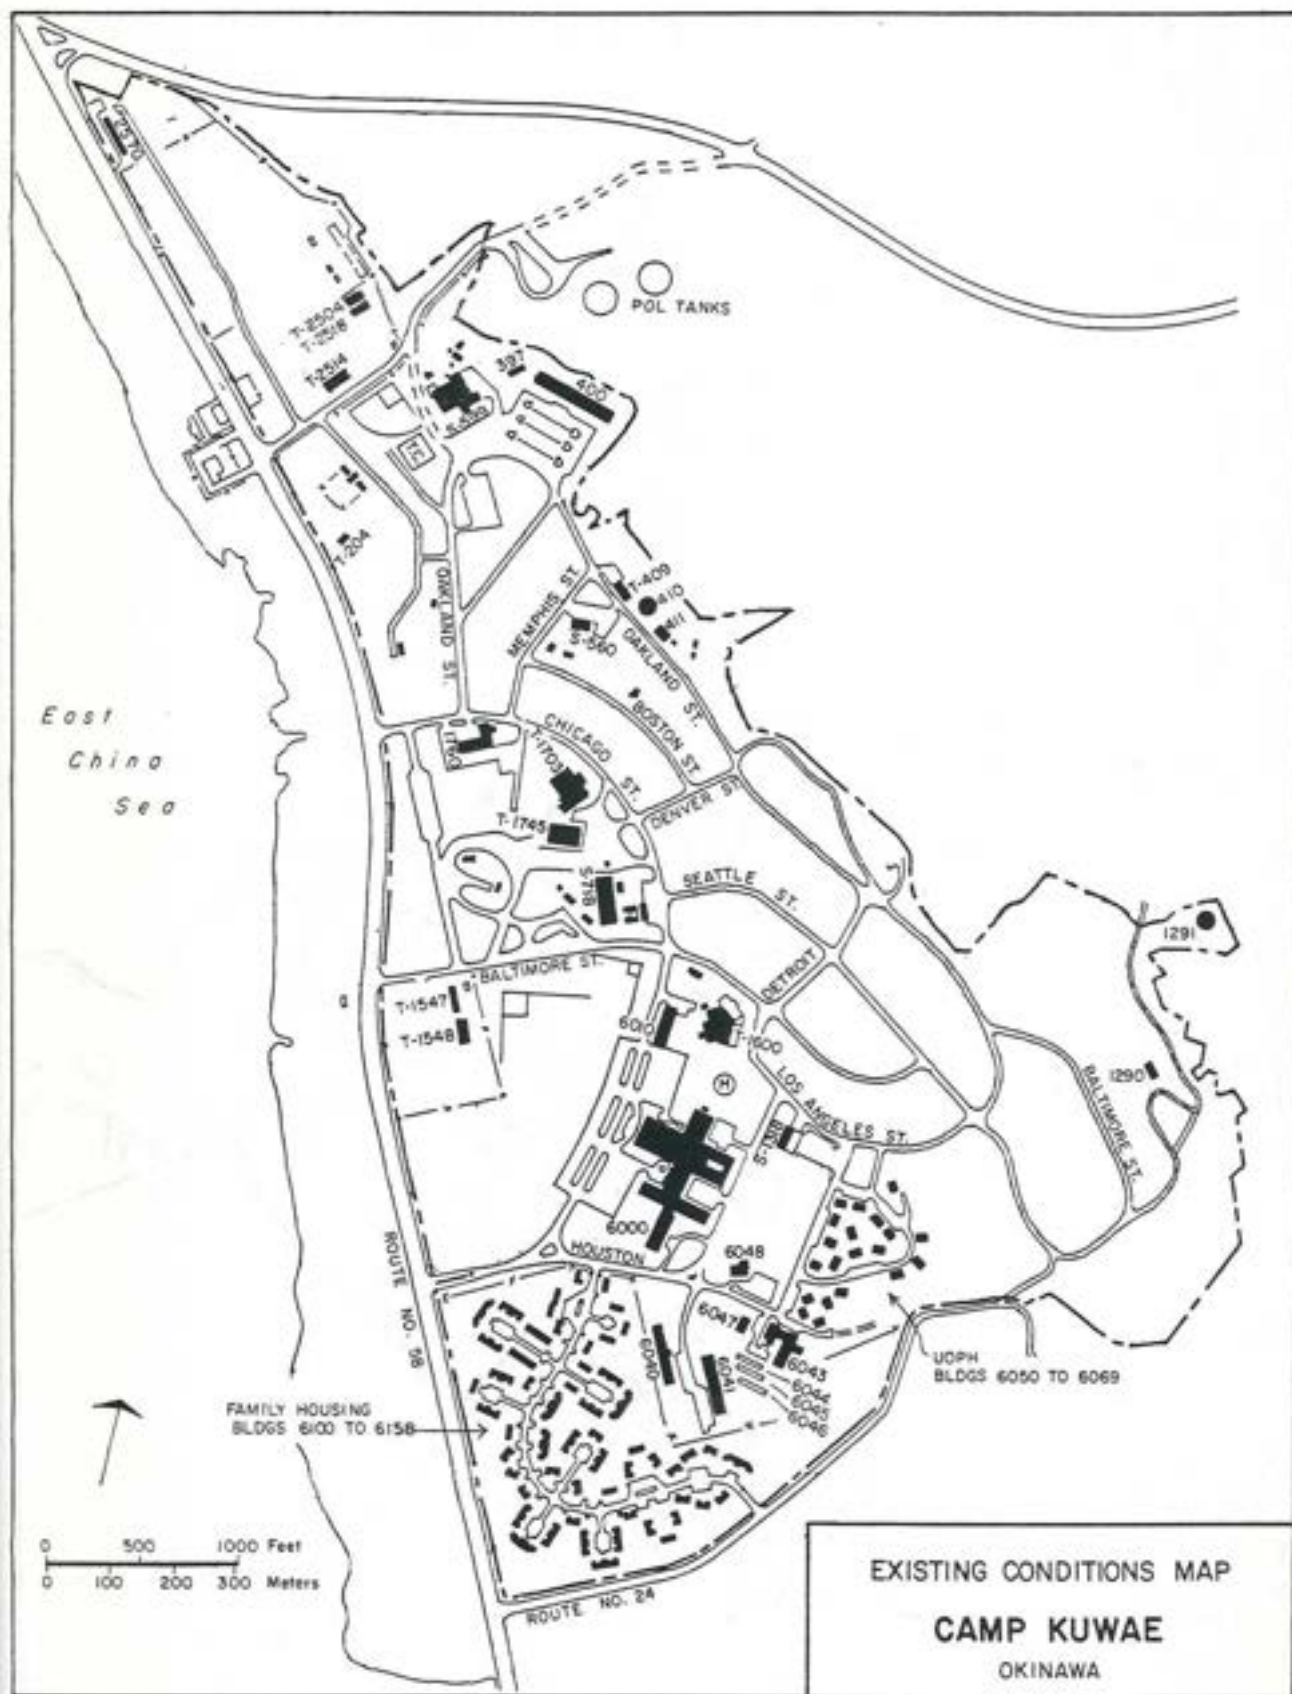 2570
POL TANKS
T-2504
T-2518
T-2514
397
400
T-204
OAKLAND ST.
MEMPHIS ST.
T-409
410
411
S-560
OAKLAND ST.
BOSTON ST.
CHICAGO ST.
1760
T-1703
DENVER ST.
T-1745
East
China
Sea
SEATTLE ST.
S-718
DETROIT
1291
BALTIMORE ST.
T-1547
T-1548
6010
T-1600
H
LOS ANGELES ST.
1290
BALTIMORE ST.
6000
HOUSTON
6048
ROUTE NO. 58
6047
6040
6041
6043
6044
6045
6046
UOPH
BLDGS 6050 TO 6069
FAMILY HOUSING
BLDGS 6100 TO 6158
0 500 1000 Feet
0 100 200 300 Meters
ROUTE NO. 24
EXISTING CONDITIONS MAP
CAMP KUWAE
OKINAWA